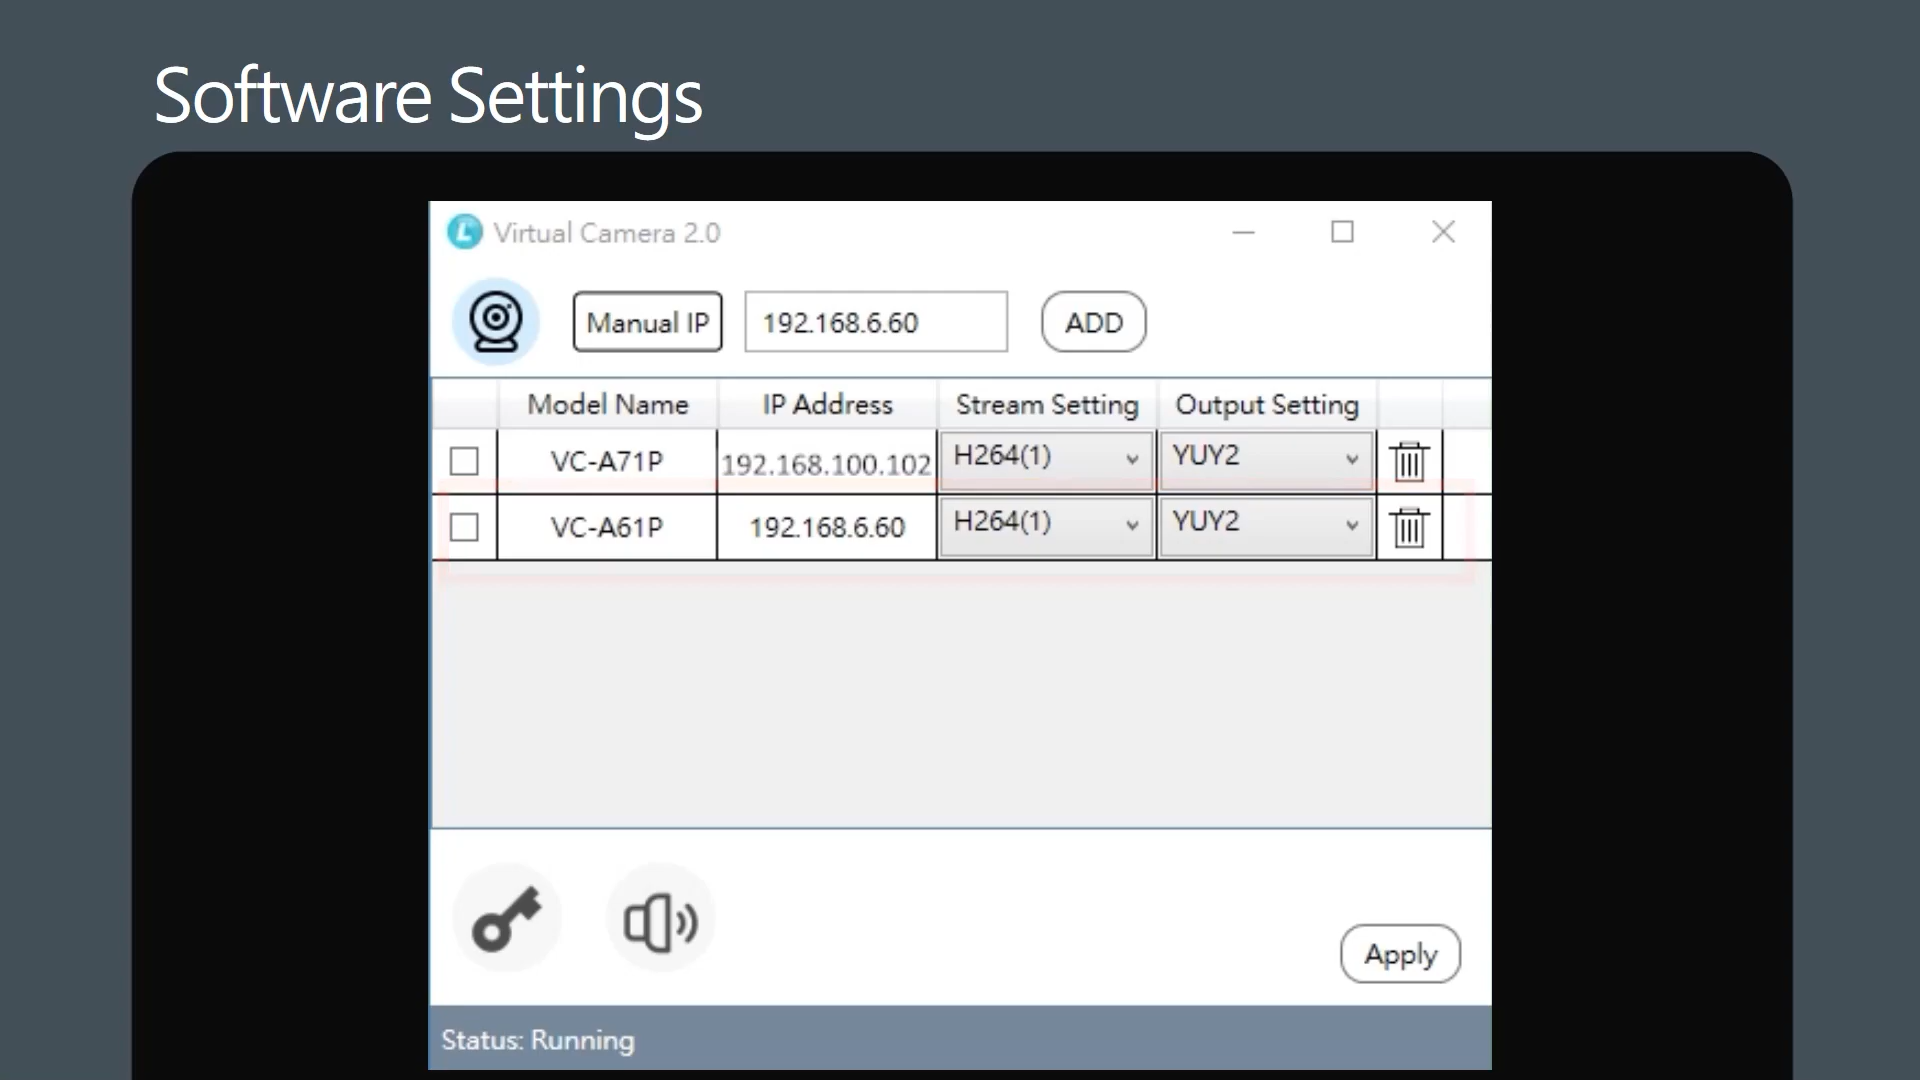 Software Settings
Virtual Camera 2.0
Manual IP 192.168.6.60 ADD
Model Name IP Address Stream Setting Output Setting
VC-A71P 192.168.100.102 H264(1) YUY2
VC-A61P 192.168.6.60 H264(1) YUY2
Apply
Status: Running